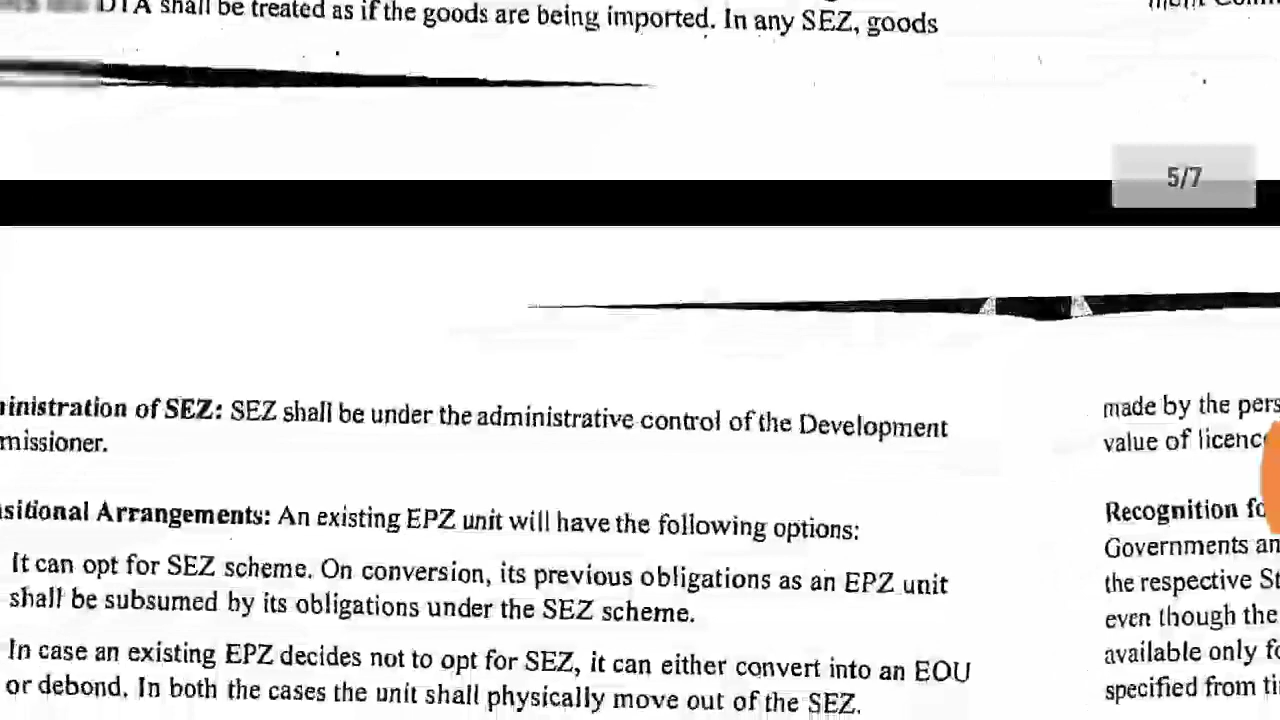 DTA shall be treated as if the goods are being imported. In any SEZ, goods
5/7
inistration of SEZ: SEZ shall be under the administrative control of the Development
missioner.
sitional Arrangements: An existing EPZ unit will have the following options:
It can opt for SEZ scheme. On conversion, its previous obligations as an EPZ unit
shall be subsumed by its obligations under the SEZ scheme.
In case an existing EPZ decides not to opt for SEZ, it can either convert into an EOU
or debond. In both the cases the unit shall physically move out of the SEZ.
made by the pers
value of licenc
Recognition fo
Governments an
the respective St
even though the
available only fo
specified from ti